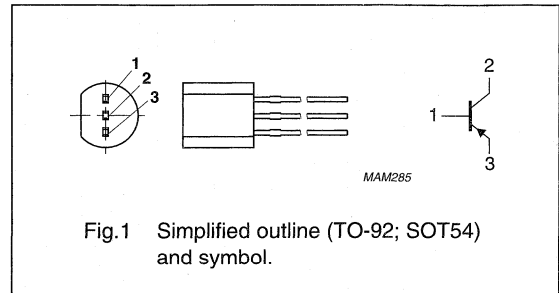 1
2
3
2
1
3
MAM285
Fig.1 Simplified outline (TO-92; SOT54)
and symbol.